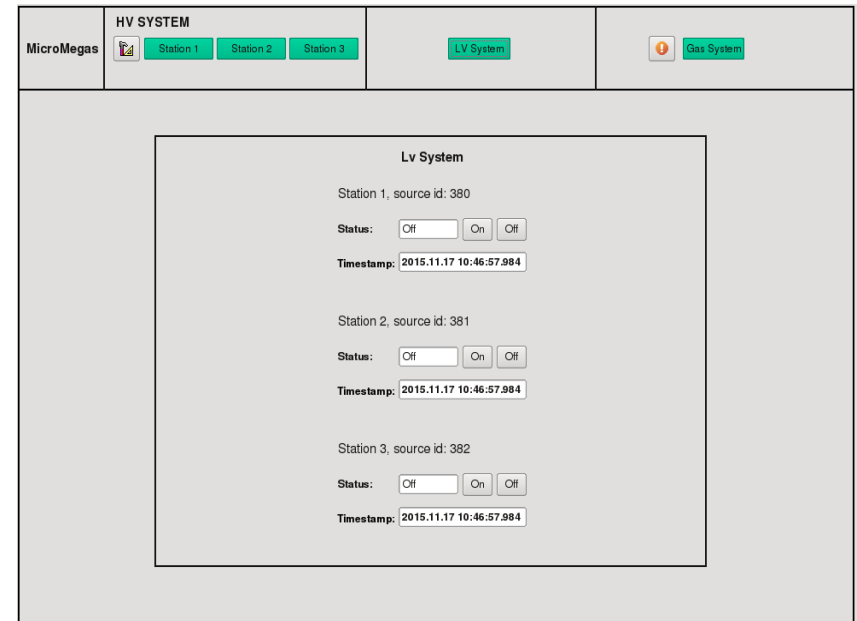 HV SYSTEM
MicroMegas
Station 1 Station 2 Station 3
LV System
Gas System
Lv System
Station 1, source id: 380
Status: Off On Off
Timestamp: 2015.11.17 10:46:57.984
Station 2, source id: 381
Status: Off On Off
Timestamp: 2015.11.17 10:46:57.984
Station 3, source id: 382
Status: Off On Off
Timestamp: 2015.11.17 10:46:57.984